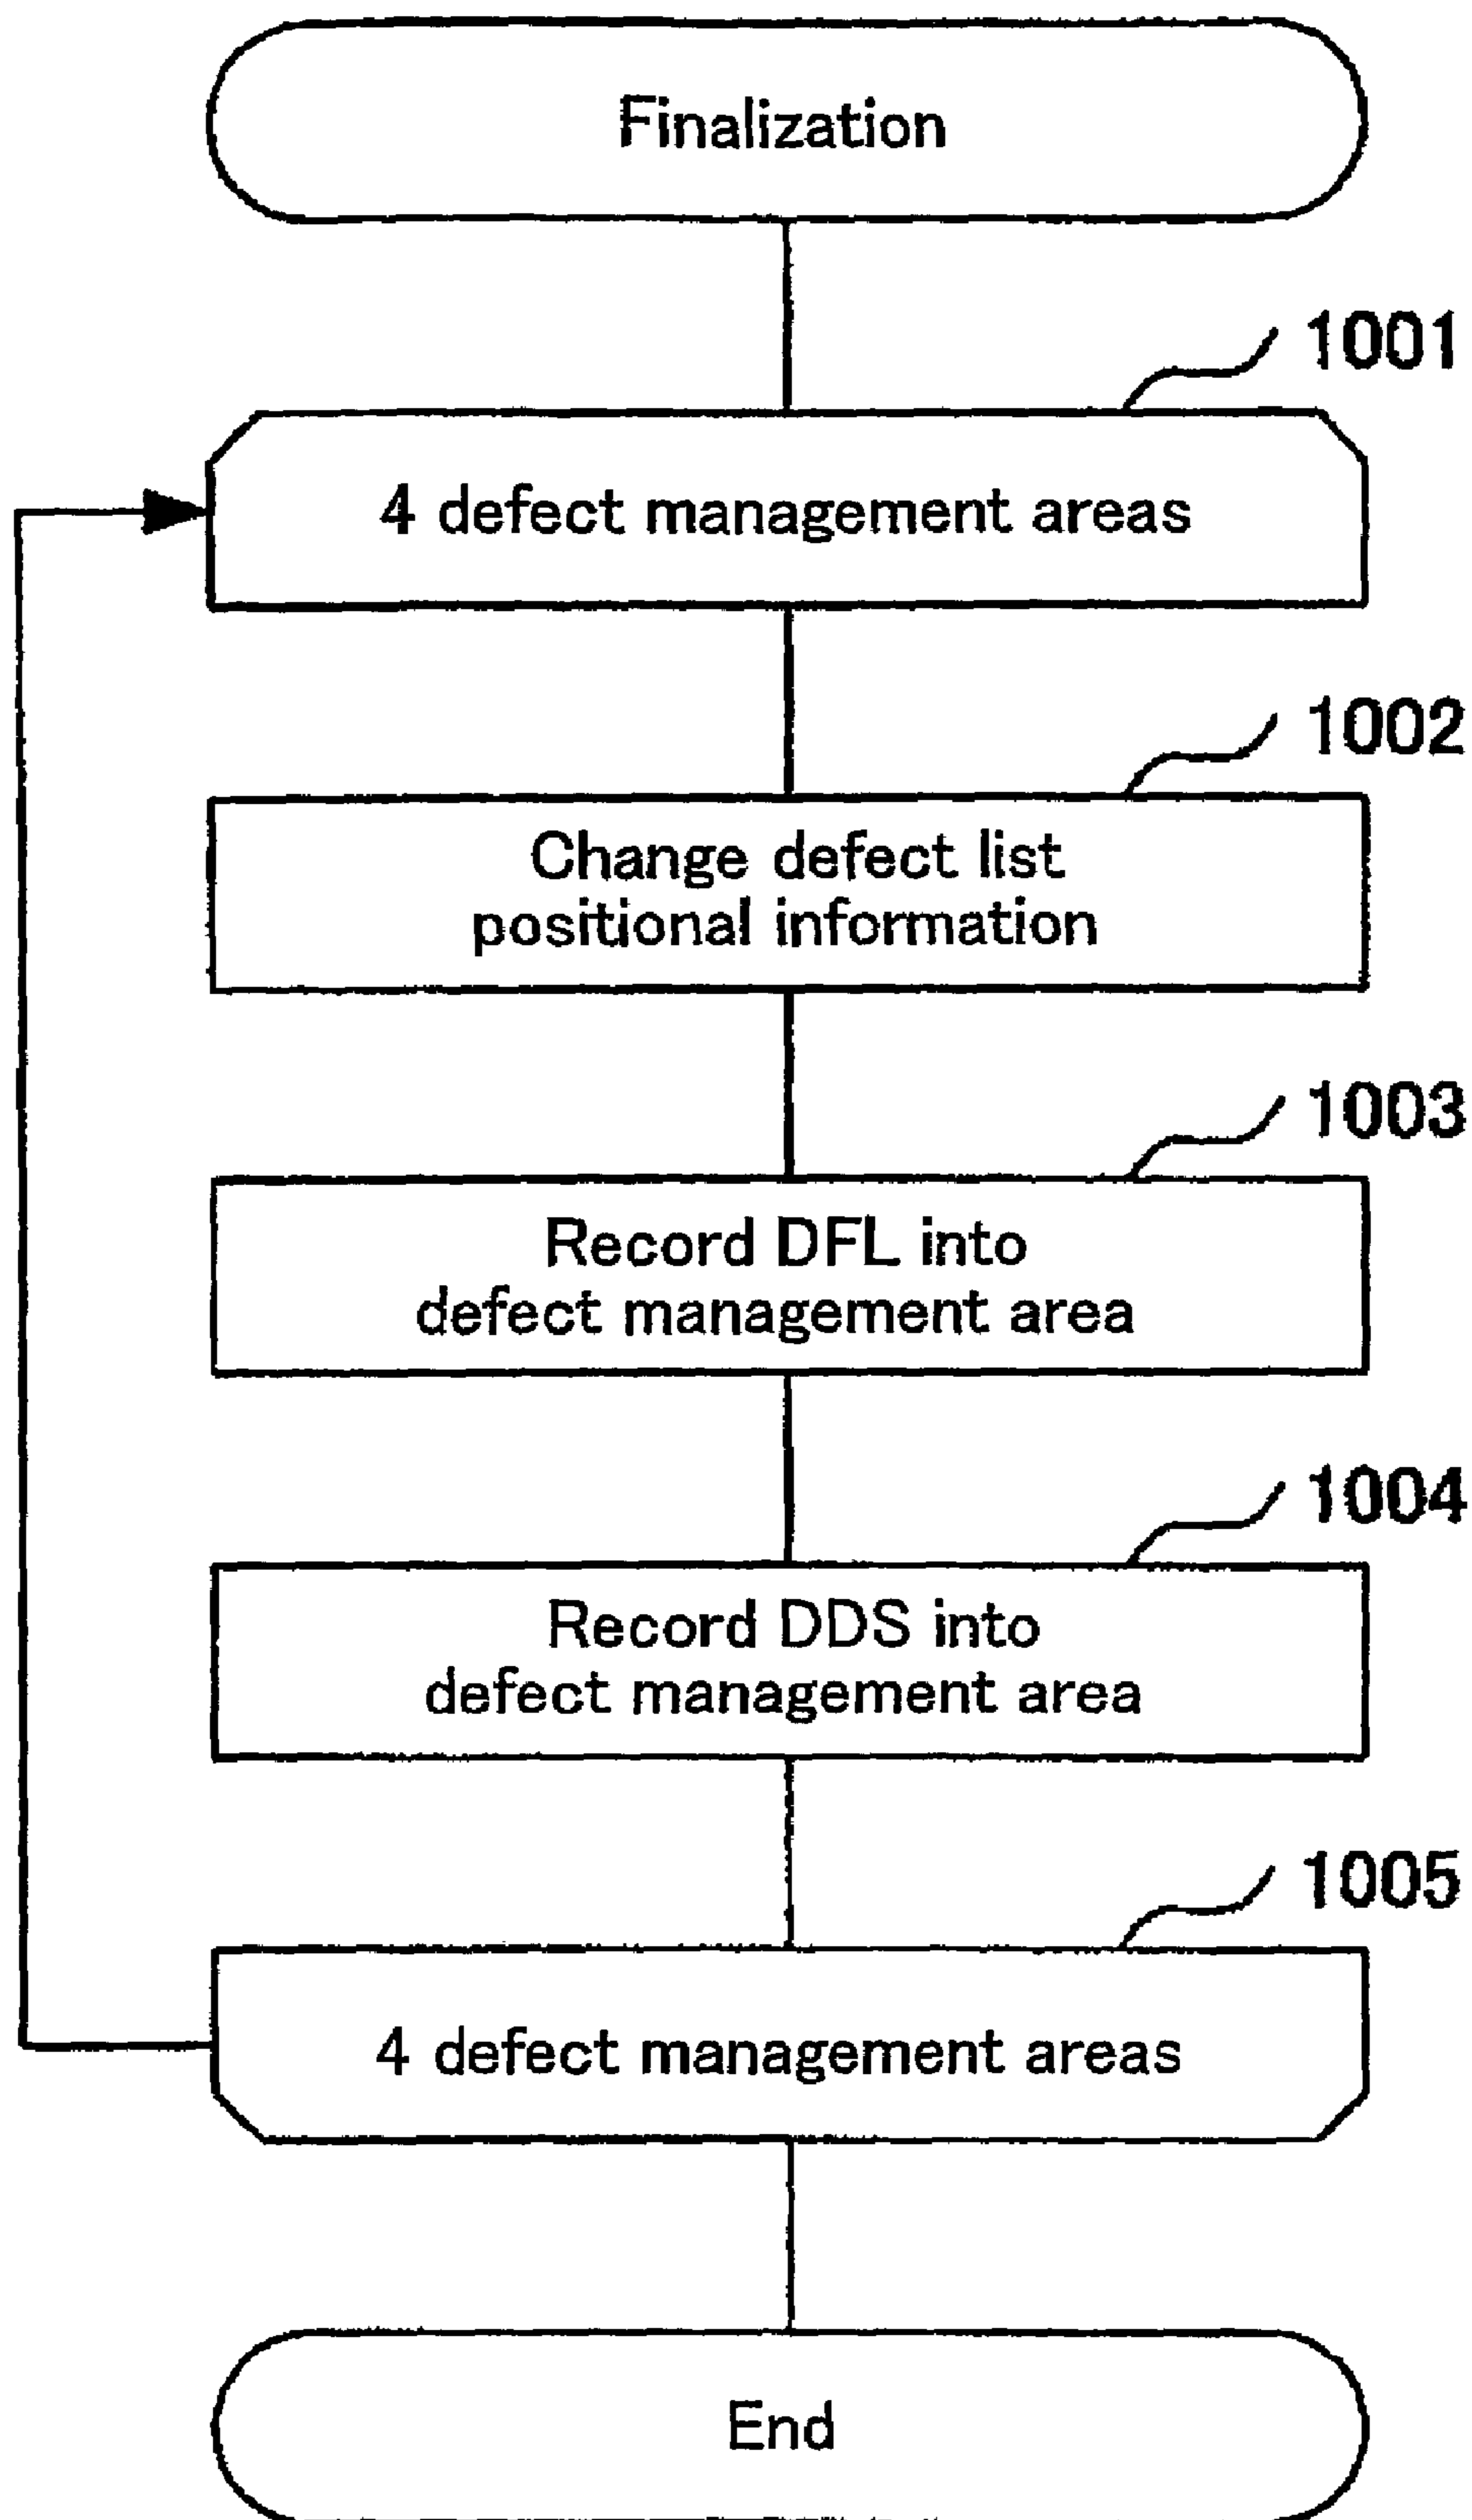 Finalization
1001
4 defect management areas
1002
Change defect list
positional information
1003
Record DFL into
defect management area
1004
Record DDS into
defect management area
1005
4 defect management areas
End